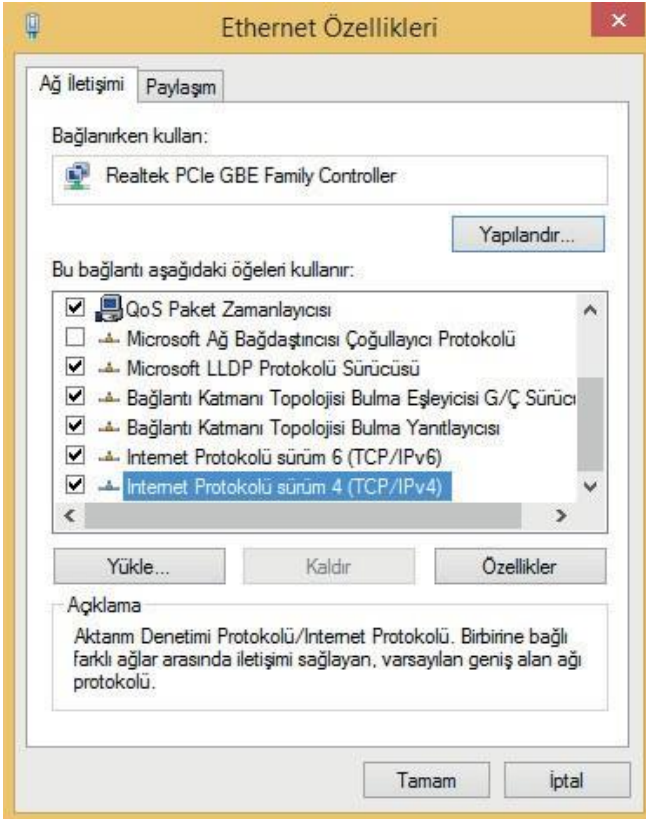 Ethernet Özellikleri
Ağ İletişimi
Paylaşım
Bağlanırken kullan:
Realtek PCIe GBE Family Controller
Yapılandır...
Bu bağlantı aşağıdaki öğeleri kullanır:
QoS Paket Zamanlayıcısı
Microsoft Ağ Bağdaştırıcısı Çoğullayıcı Protokolü
Microsoft LLDP Protokolü Sürücüsü
Bağlantı Katmanı Topolojisi Bulma Eşleyicisi G/Ç Sürücü
Bağlantı Katmanı Topolojisi Bulma Yanıtlayıcısı
Internet Protokolü sürüm 6 (TCP/IPv6)
Internet Protokolü sürüm 4 (TCP/IPv4)
Yükle...
Kaldır
Özellikler
Açıklama
Aktarım Denetimi Protokolü/Internet Protokolü. Birbirine bağlı
farklı ağlar arasında iletişimi sağlayan, varsayılan geniş alan ağı
protokolü.
Tamam
İptal